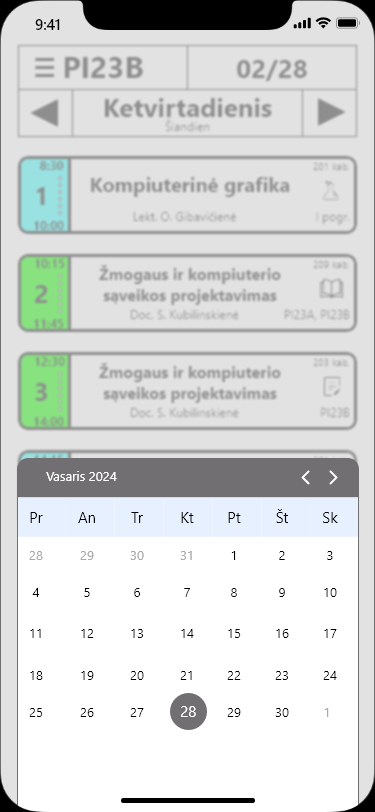 9:41
PI23B
02/28
Ketvirtadienis
Šiandien
8:30
201 kab.
1
Kompiuterinė grafika
Lekt. O. Gibavičienė
I pogr.
10:00
10:15
209 kab.
2
Žmogaus ir kompiuterio
sąveikos projektavimas
Doc. S. Kubilinskienė
PI23A, PI23B
11:45
12:30
203 kab.
3
Žmogaus ir kompiuterio
sąveikos projektavimas
Doc. S. Kubilinskienė
PI23B
14:00
Vasaris 2024
Pr An Tr Kt Pt Št Sk
28 29 30 31 1 2 3
4 5 6 7 8 9 10
11 12 13 14 15 16 17
18 19 20 21 22 23 24
25 26 27 28 29 30 1